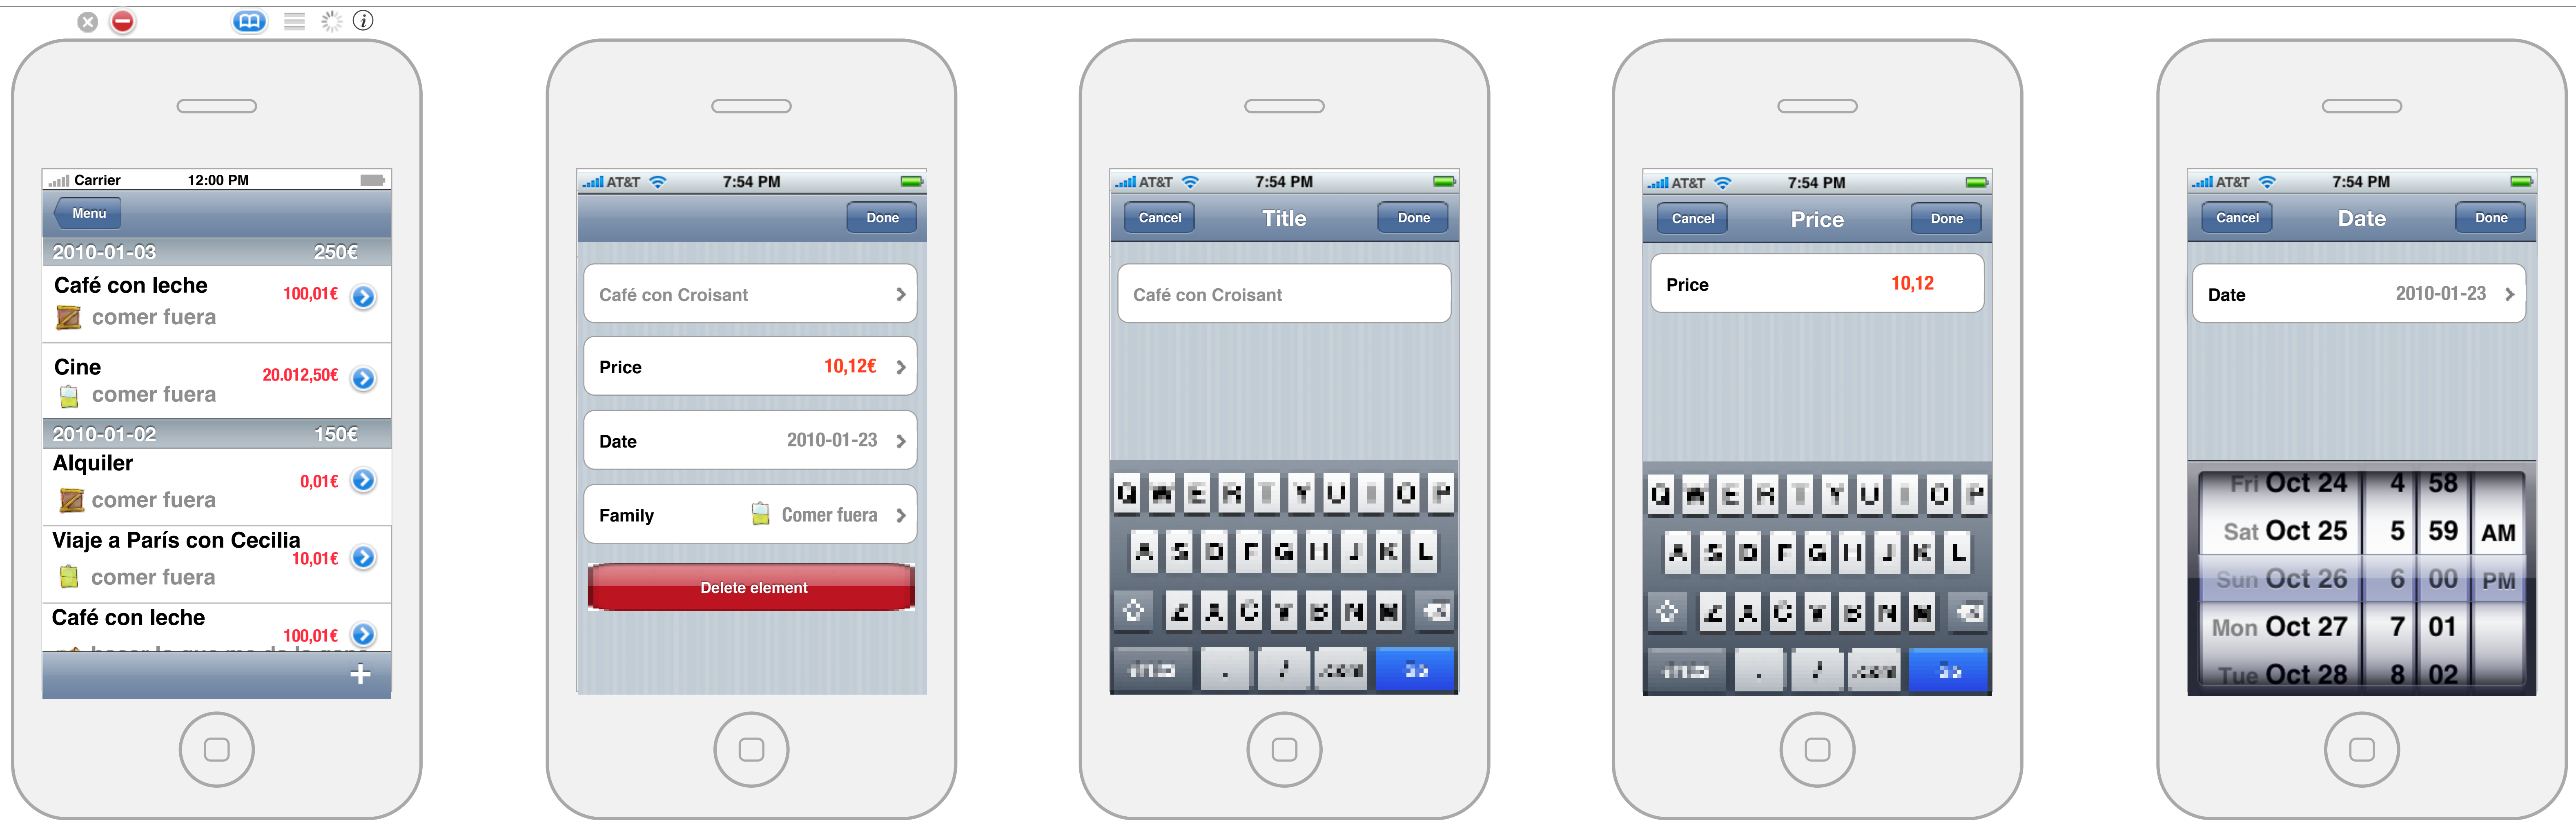 Carrier 12:00 PM
Menu
2010-01-03 250€
Café con leche
100,01€
comer fuera
Cine
20.012,50€
comer fuera
2010-01-02 150€
Alquiler
0,01€
comer fuera
Viaje a París con Cecilia
10,01€
comer fuera
Café con leche
100,01€
+
AT&T 7:54 PM
Done
Café con Croisant
Price 10,12€
Date 2010-01-23
Family Comer fuera
Delete element
AT&T 7:54 PM
Cancel Title Done
Café con Croisant
Q W E R T Y U I O P
A S D F G H J K L
AT&T 7:54 PM
Cancel Price Done
Price 10,12
Q W E R T Y U I O P
A S D F G H J K L
AT&T 7:54 PM
Cancel Date Done
Date 2010-01-23
Fri Oct 24 4 58
Sat Oct 25 5 59 AM
Sun Oct 26 6 00 PM
Mon Oct 27 7 01
Tue Oct 28 8 02